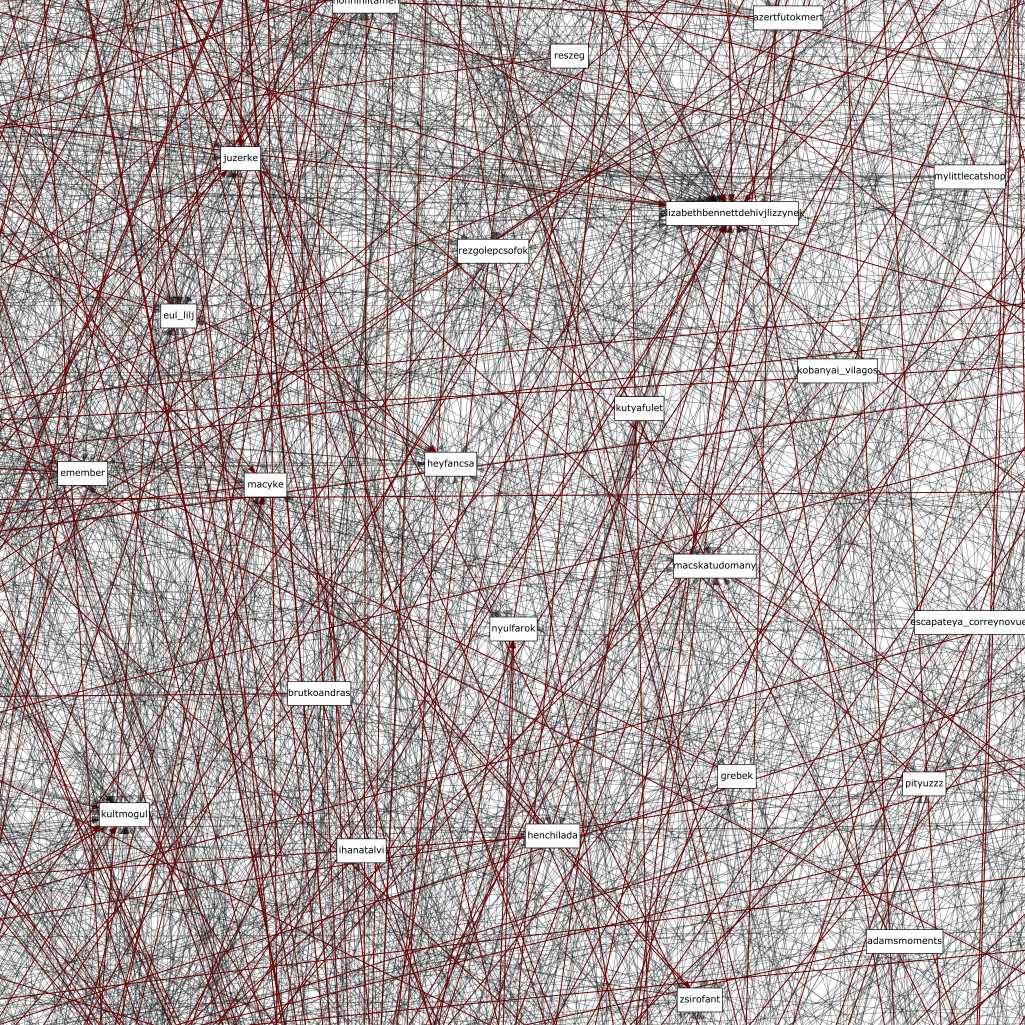 azertfutokmert
reszeg
juzerke
mylittlecatshop
rezgolepcsofok
eul_lilj
kobanyai_vilagos
kutyafulet
heyfancsa
emember
macyke
macskatudomany
escapateya_correynovue
nyulfarok
brutkoandras
grebek
pityuzzz
kultmogul
henchilada
ihanatalvi
adamsmoments
zsirofant